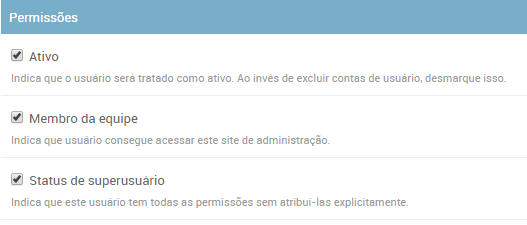 Permissões
Ativo
Indica que o usuário será tratado como ativo. Ao invés de excluir contas de usuário, desmarque isso.
Membro da equipe
Indica que usuário consegue acessar este site de administração.
Status de superusuário
Indica que este usuário tem todas as permissões sem atribuí-las explicitamente.